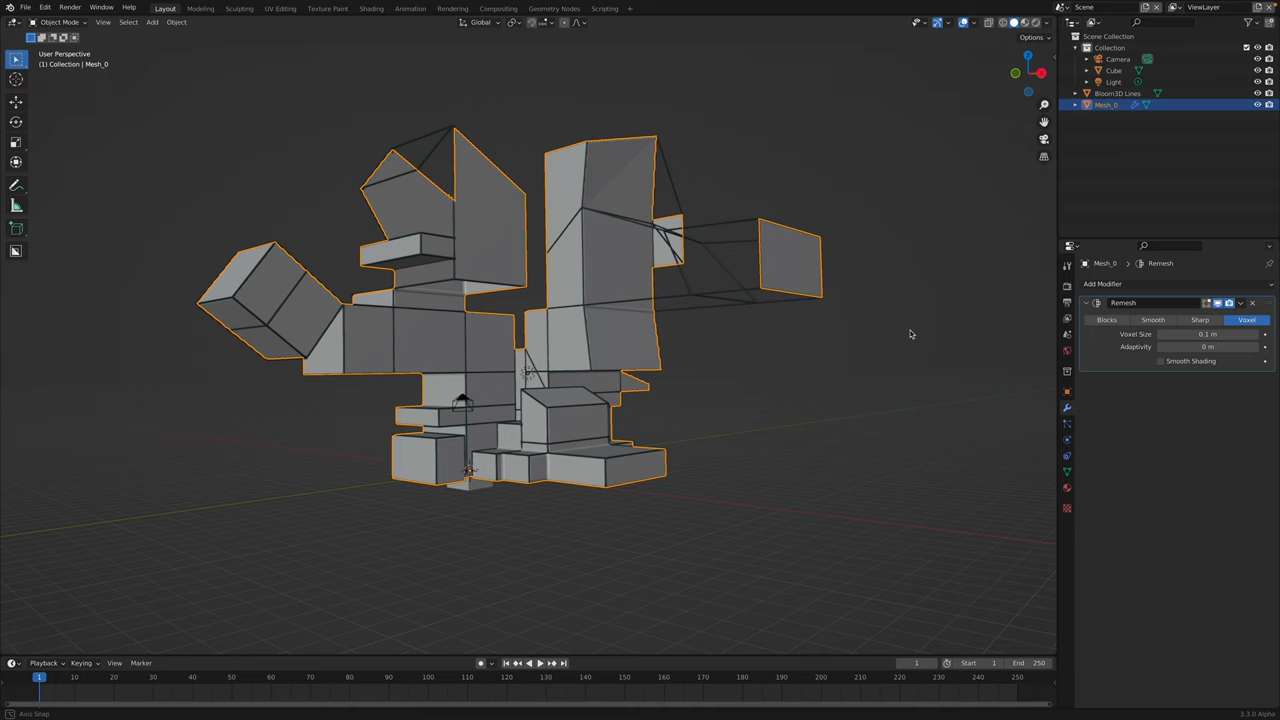 File Edit Render Window Help Layout Modeling Sculpting UV Editing Texture Paint Shading Animation Rendering Compositing Geometry Nodes Scripting + Scene ViewLayer
Object Mode View Select Add Object Global
Options
User Perspective
(1) Collection | Mesh_0
Z
X
Scene Collection
Collection
Camera
Cube
Light
Bloom3D Lines
Mesh_0
Mesh_0 > Remesh
Add Modifier
Remesh
Blocks Smooth Sharp Voxel
Voxel Size 0.1 m
Adaptivity 0 m
Smooth Shading
Playback Keying View Marker 1 Start 1 End 250
1 10 20 30 40 50 60 70 80 90 100 110 120 130 140 150 160 170 180 190 200 210 220 230 240 250
Axis Snap 3.3.0 Alpha